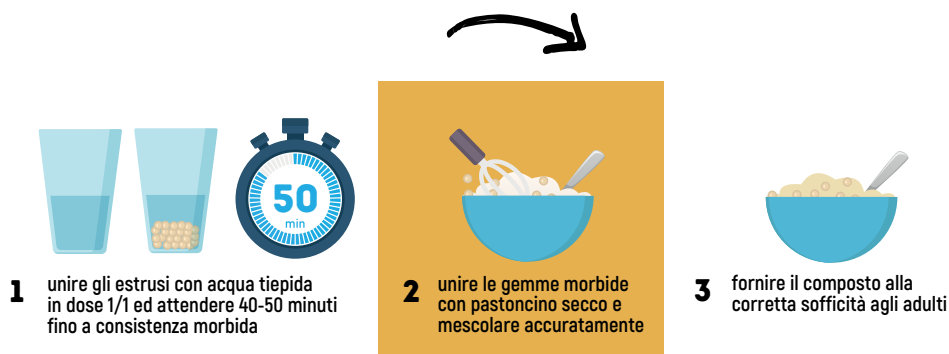 50
min
1
unire gli estrusi con acqua tiepida
in dose 1/1 ed attendere 40-50 minuti
fino a consistenza morbida
2
unire le gemme morbide
con pastoncino secco e
mescolare accuratamente
3
fornire il composto alla
corretta sofficità agli adulti